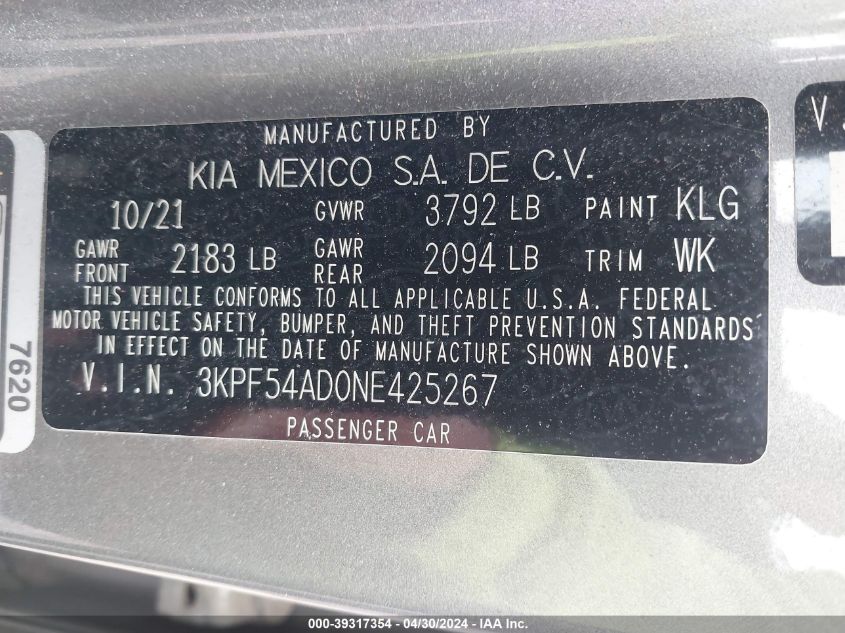 MANUFACTURED BY
KIA MEXICO S.A. DE C.V.
10/21 GVWR 3792 LB PAINT KLG
GAWR FRONT 2183 LB GAWR REAR 2094 LB TRIM WK
THIS VEHICLE CONFORMS TO ALL APPLICABLE U.S.A. FEDERAL
MOTOR VEHICLE SAFETY, BUMPER, AND THEFT PREVENTION STANDARDS
IN EFFECT ON THE DATE OF MANUFACTURE SHOWN ABOVE.
V.I.N. 3KPF54AD0NE425267
PASSENGER CAR
7620
V.
000-39317354 - 04/30/2024 - IAA Inc.